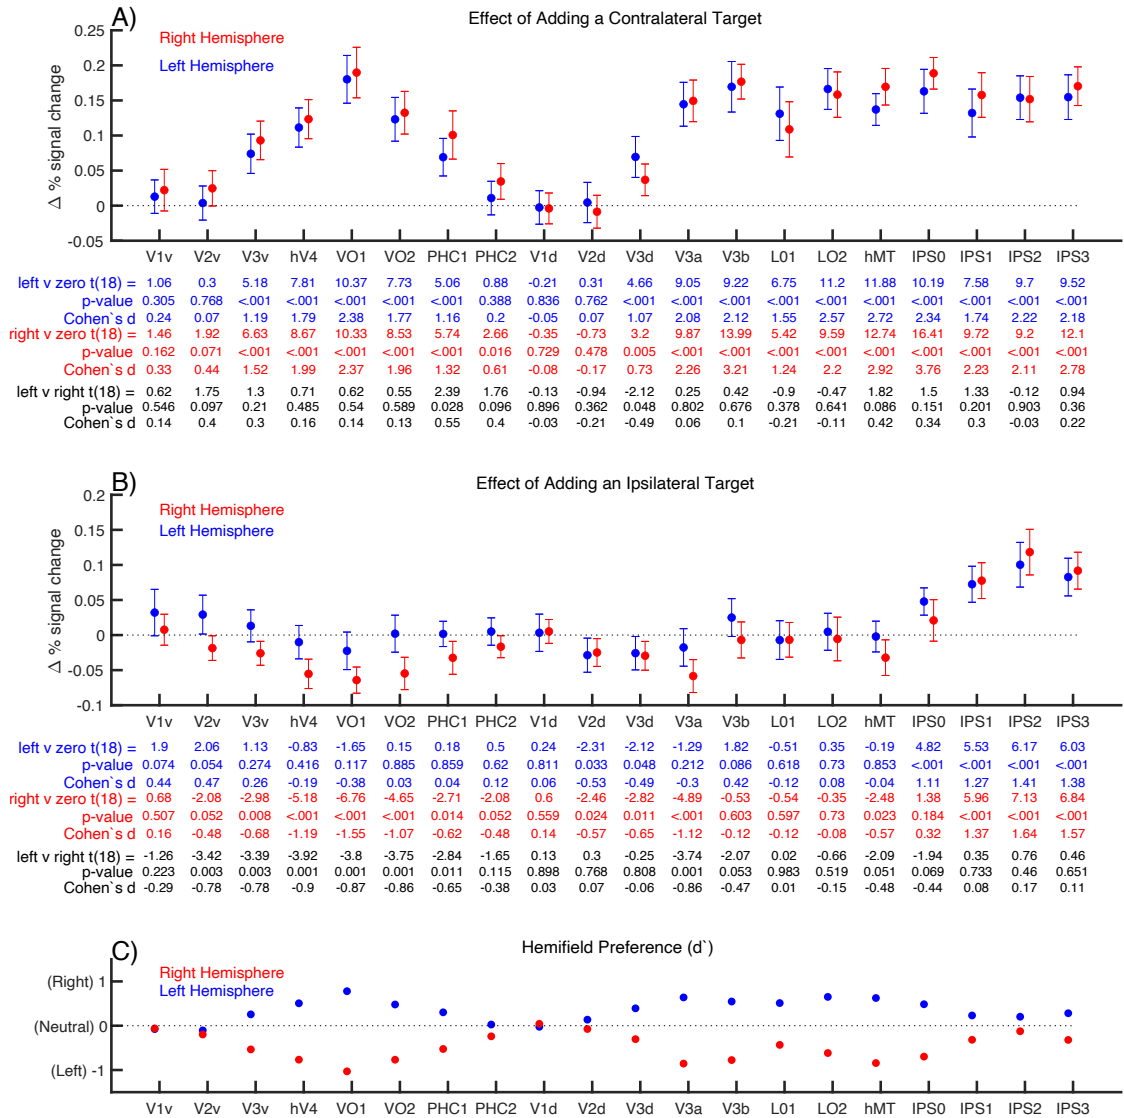 A)
Effect of Adding a Contralateral Target
Right Hemisphere
Left Hemisphere
Δ % signal change
0.25
0.2
0.15
0.1
0.05
0
-0.05
V1v V2v V3v hV4 VO1 VO2 PHC1 PHC2 V1d V2d V3d V3a V3b L01 LO2 hMT IPS0 IPS1 IPS2 IPS3
left v zero t(18) = 1.06 0.3 5.18 7.81 10.37 7.73 5.06 0.88 -0.21 0.31 4.66 9.05 9.22 6.75 11.2 11.88 10.19 7.58 9.7 9.52
p-value 0.305 0.768 <.001 <.001 <.001 <.001 <.001 0.388 0.836 0.762 <.001 <.001 <.001 <.001 <.001 <.001 <.001 <.001 <.001 <.001
Cohen`s d 0.24 0.07 1.19 1.79 2.38 1.77 1.16 0.2 -0.05 0.07 1.07 2.08 2.12 1.55 2.57 2.72 2.34 1.74 2.22 2.18
right v zero t(18) = 1.46 1.92 6.63 8.67 10.33 8.53 5.74 2.66 -0.35 -0.73 3.2 9.87 13.99 5.42 9.59 12.74 16.41 9.72 9.2 12.1
p-value 0.162 0.071 <.001 <.001 <.001 <.001 <.001 0.016 0.729 0.478 0.005 <.001 <.001 <.001 <.001 <.001 <.001 <.001 <.001 <.001
Cohen`s d 0.33 0.44 1.52 1.99 2.37 1.96 1.32 0.61 -0.08 -0.17 0.73 2.26 3.21 1.24 2.2 2.92 3.76 2.23 2.11 2.78
left v right t(18) = 0.62 1.75 1.3 0.71 0.62 0.55 2.39 1.76 -0.13 -0.94 -2.12 0.25 0.42 -0.9 -0.47 1.82 1.5 1.33 -0.12 0.94
p-value 0.546 0.097 0.21 0.485 0.54 0.589 0.028 0.096 0.896 0.362 0.048 0.802 0.676 0.378 0.641 0.086 0.151 0.201 0.903 0.36
Cohen`s d 0.14 0.4 0.3 0.16 0.14 0.13 0.55 0.4 -0.03 -0.21 -0.49 0.06 0.1 -0.21 -0.11 0.42 0.34 0.3 -0.03 0.22
B)
Effect of Adding an Ipsilateral Target
Right Hemisphere
Left Hemisphere
Δ % signal change
0.2
0.15
0.1
0.05
0
-0.05
-0.1
V1v V2v V3v hV4 VO1 VO2 PHC1 PHC2 V1d V2d V3d V3a V3b L01 LO2 hMT IPS0 IPS1 IPS2 IPS3
left v zero t(18) = 1.9 2.06 1.13 -0.83 -1.65 0.15 0.18 0.5 0.24 -2.31 -2.12 -1.29 1.82 -0.51 0.35 -0.19 4.82 5.53 6.17 6.03
p-value 0.074 0.054 0.274 0.416 0.117 0.885 0.859 0.62 0.811 0.033 0.048 0.212 0.086 0.618 0.73 0.853 <.001 <.001 <.001 <.001
Cohen`s d 0.44 0.47 0.26 -0.19 -0.38 0.03 0.04 0.12 0.06 -0.53 -0.49 -0.3 0.42 -0.12 0.08 -0.04 1.11 1.27 1.41 1.38
right v zero t(18) = 0.68 -2.08 -2.98 -5.18 -6.76 -4.65 -2.71 -2.08 0.6 -2.46 -2.82 -4.89 -0.53 -0.54 -0.35 -2.48 1.38 5.96 7.13 6.84
p-value 0.507 0.052 0.008 <.001 <.001 <.001 0.014 0.052 0.559 0.024 0.011 <.001 0.603 0.597 0.73 0.023 0.184 <.001 <.001 <.001
Cohen`s d 0.16 -0.48 -0.68 -1.19 -1.55 -1.07 -0.62 -0.48 0.14 -0.57 -0.65 -1.12 -0.12 -0.12 -0.08 -0.57 0.32 1.37 1.64 1.57
left v right t(18) = -1.26 -3.42 -3.39 -3.92 -3.8 -3.75 -2.84 -1.65 0.13 0.3 -0.25 -3.74 -2.07 0.02 -0.66 -2.09 -1.94 0.35 0.76 0.46
p-value 0.223 0.003 0.003 0.001 0.001 0.001 0.011 0.115 0.898 0.768 0.808 0.001 0.053 0.983 0.519 0.051 0.069 0.733 0.46 0.651
Cohen`s d -0.29 -0.78 -0.78 -0.9 -0.87 -0.86 -0.65 -0.38 0.03 0.07 -0.06 -0.86 -0.47 0.01 -0.15 -0.48 -0.44 0.08 0.17 0.11
C)
Hemifield Preference (d`)
Right Hemisphere
Left Hemisphere
(Right) 1
(Neutral) 0
(Left) -1
V1v V2v V3v hV4 VO1 VO2 PHC1 PHC2 V1d V2d V3d V3a V3b L01 LO2 hMT IPS0 IPS1 IPS2 IPS3